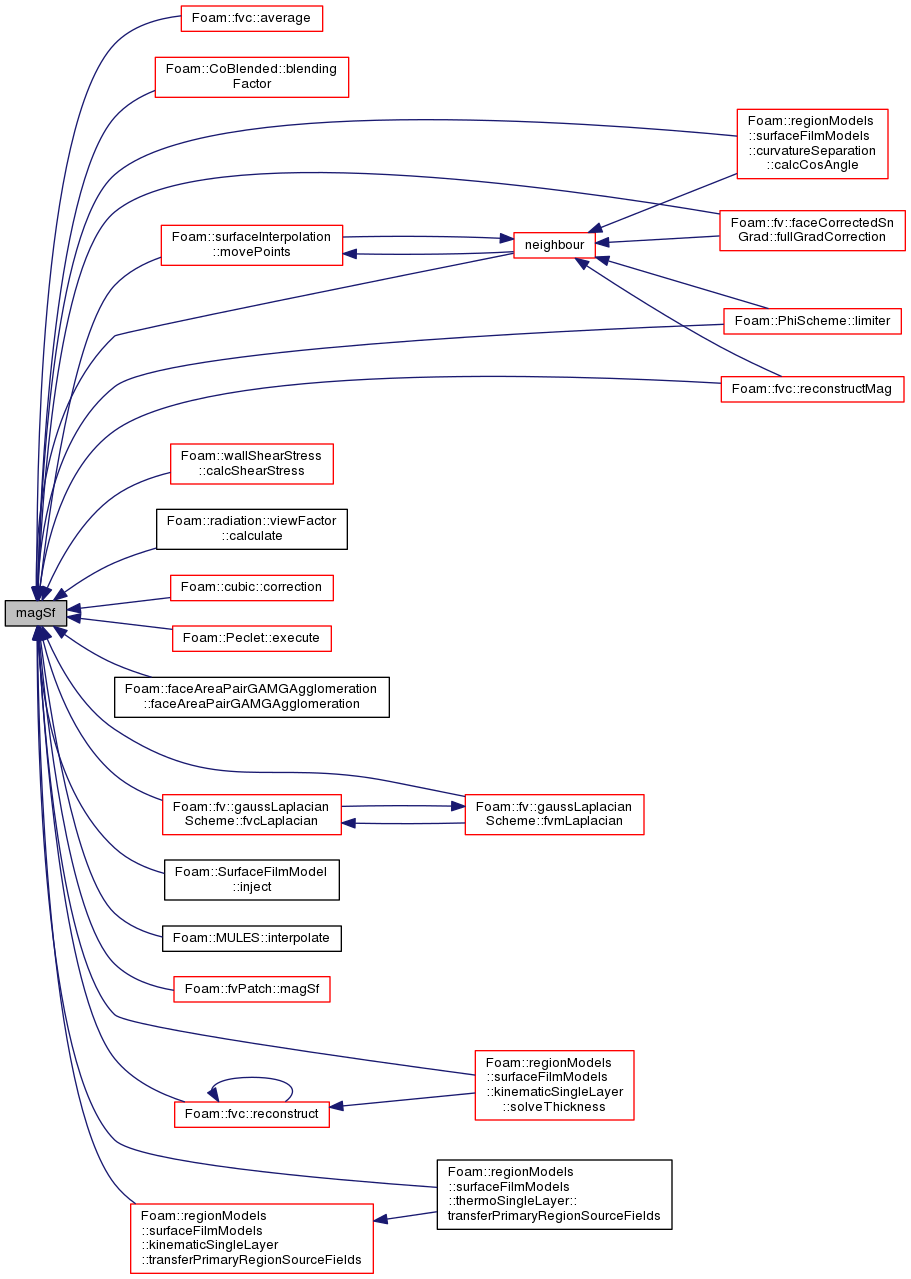 Foam::fvc::average
Foam::CoBlended::blending
Factor
Foam::regionModels
::surfaceFilmModels
::curvatureSeparation
::calcCosAngle
Foam::fv::faceCorrectedSn
Grad::fullGradCorrection
Foam::surfaceInterpolation
::movePoints
neighbour
Foam::PhiScheme::limiter
Foam::fvc::reconstructMag
Foam::wallShearStress
::calcShearStress
Foam::radiation::viewFactor
::calculate
Foam::cubic::correction
magSf
Foam::Peclet::execute
Foam::faceAreaPairGAMGAgglomeration
::faceAreaPairGAMGAgglomeration
Foam::fv::gaussLaplacian
Scheme::fvcLaplacian
Foam::fv::gaussLaplacian
Scheme::fvmLaplacian
Foam::SurfaceFilmModel
::inject
Foam::MULES::interpolate
Foam::fvPatch::magSf
Foam::regionModels
::surfaceFilmModels
::kinematicSingleLayer
::solveThickness
Foam::fvc::reconstruct
Foam::regionModels
::surfaceFilmModels
::thermoSingleLayer::
transferPrimaryRegionSourceFields
Foam::regionModels
::surfaceFilmModels
::kinematicSingleLayer
::transferPrimaryRegionSourceFields